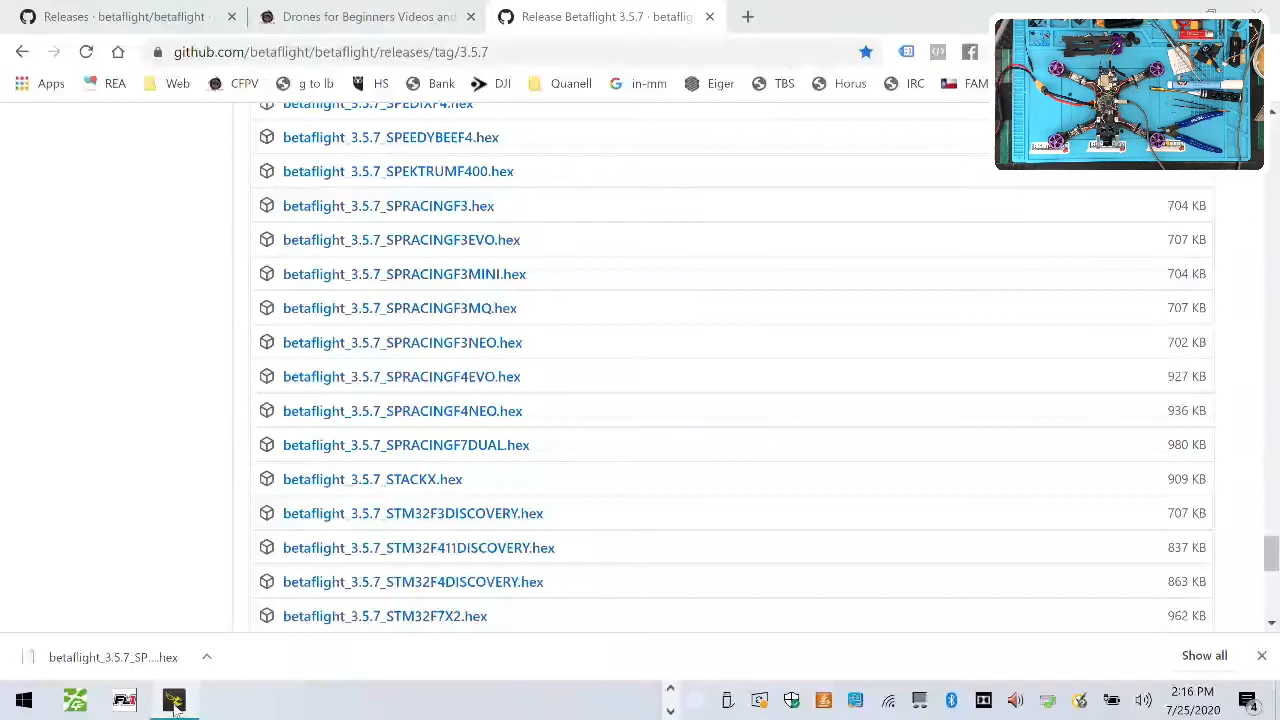 Releases · betaflight/betaflight ·
Drones for Beginners Videos and
Release Betaflight 3.5.7 · betaflig
github.com/betaflight/betaflight/releases/tag/3.5.7
Apps
REA
Web
CFPV
lb
HS
Bank
Quanell
in-mm
TBS
Horus
IRC
FAM
betaflight_3.5.7_SPEDIXF4.hex
betaflight_3.5.7_SPEEDYBEEF4.hex
betaflight_3.5.7_SPEKTRUMF400.hex
betaflight_3.5.7_SPRACINGF3.hex 704 KB
betaflight_3.5.7_SPRACINGF3EVO.hex 707 KB
betaflight_3.5.7_SPRACINGF3MINI.hex 704 KB
betaflight_3.5.7_SPRACINGF3MQ.hex 707 KB
betaflight_3.5.7_SPRACINGF3NEO.hex 702 KB
betaflight_3.5.7_SPRACINGF4EVO.hex 927 KB
betaflight_3.5.7_SPRACINGF4NEO.hex 936 KB
betaflight_3.5.7_SPRACINGF7DUAL.hex 980 KB
betaflight_3.5.7_STACKX.hex 909 KB
betaflight_3.5.7_STM32F3DISCOVERY.hex 707 KB
betaflight_3.5.7_STM32F411DISCOVERY.hex 837 KB
betaflight_3.5.7_STM32F4DISCOVERY.hex 863 KB
betaflight_3.5.7_STM32F7X2.hex 962 KB
betaflight_3.5.7_SP....hex
Show all
2:16 PM
7/25/2020
4